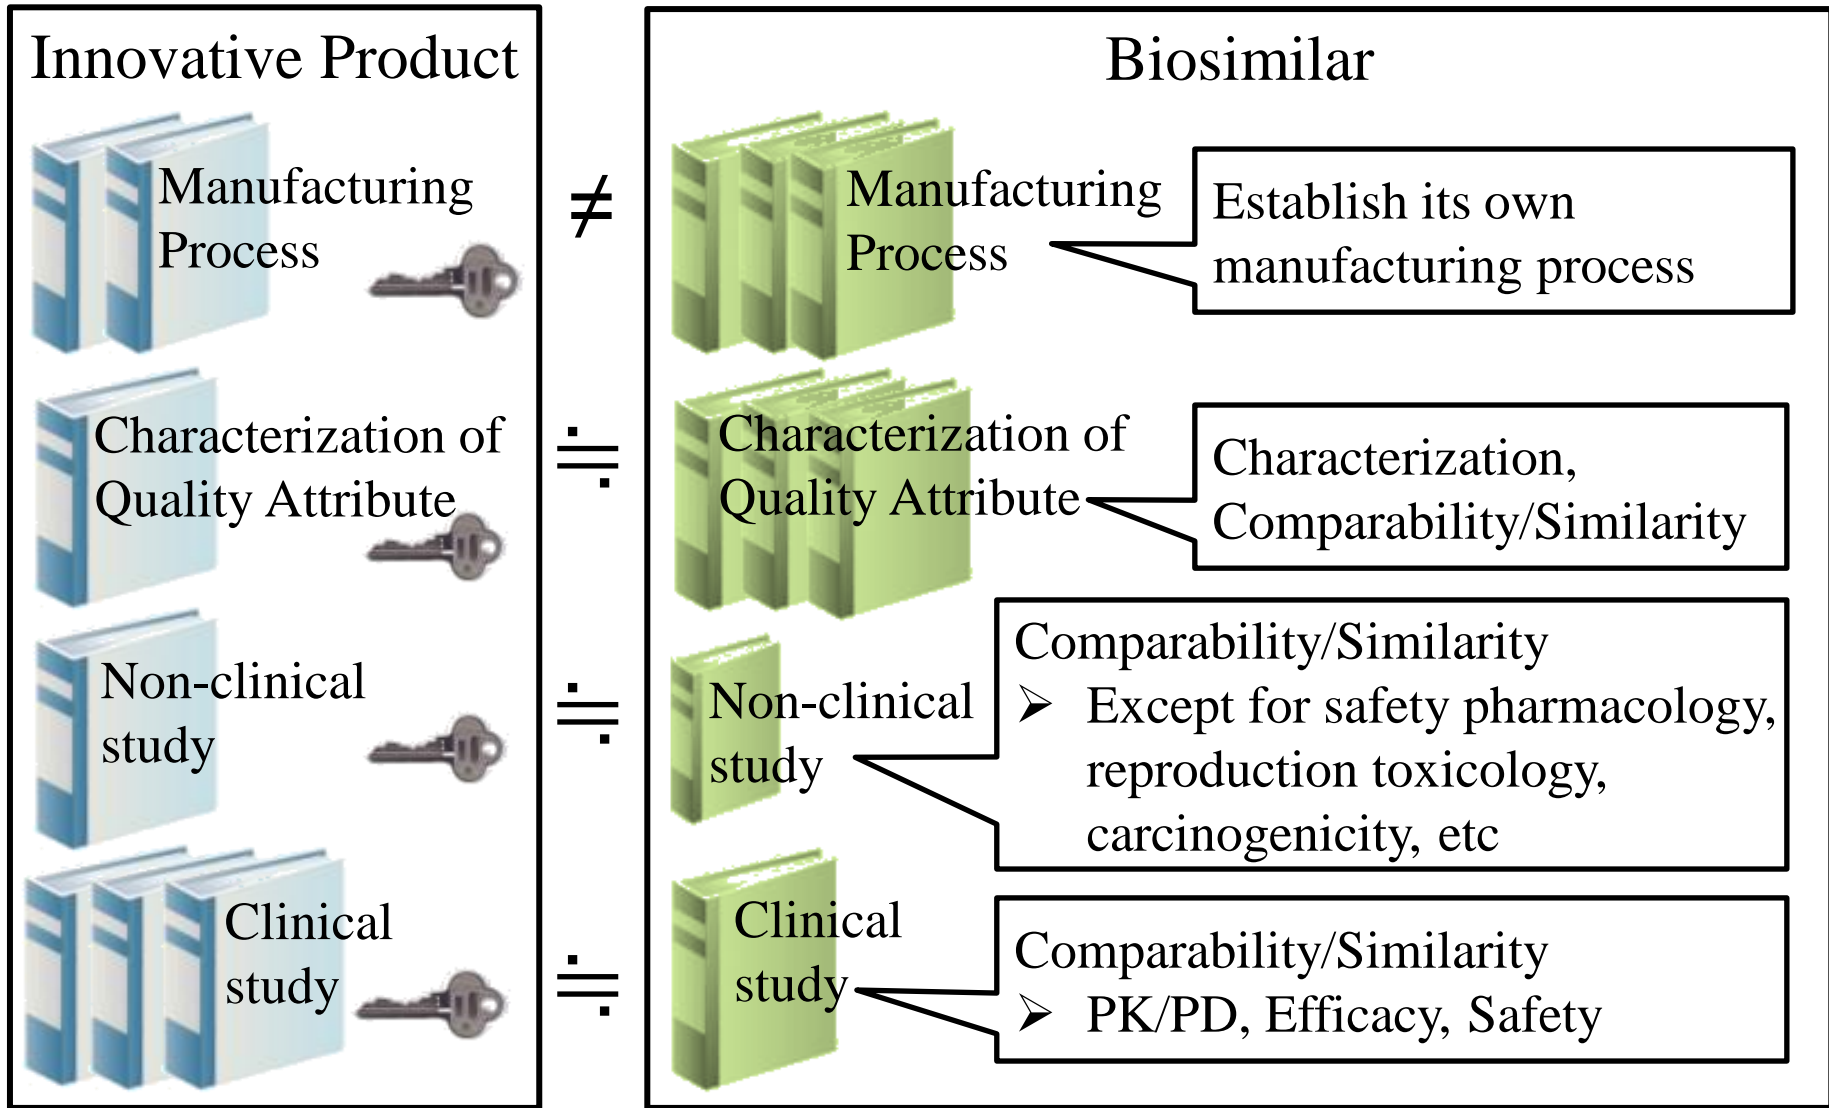 Innovative Product
Manufacturing
Process
Characterization of
Quality Attribute
Non-clinical
study
Clinical
study
≠
≒
≒
≒
Biosimilar
Manufacturing
Process
Establish its own
manufacturing process
Characterization of
Quality Attribute
Characterization,
Comparability/Similarity
Non-clinical
study
Comparability/Similarity
➢ Except for safety pharmacology,
reproduction toxicology,
carcinogenicity, etc
Clinical
study
Comparability/Similarity
➢ PK/PD, Efficacy, Safety